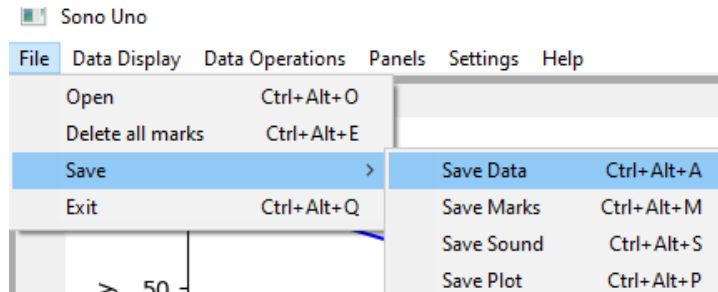 Sono Uno
File Data Display Data Operations Panels Settings Help
Open Ctrl+Alt+O
Delete all marks Ctrl+Alt+E
Save >
Exit Ctrl+Alt+Q
Save Data Ctrl+Alt+A
Save Marks Ctrl+Alt+M
Save Sound Ctrl+Alt+S
Save Plot Ctrl+Alt+P
50